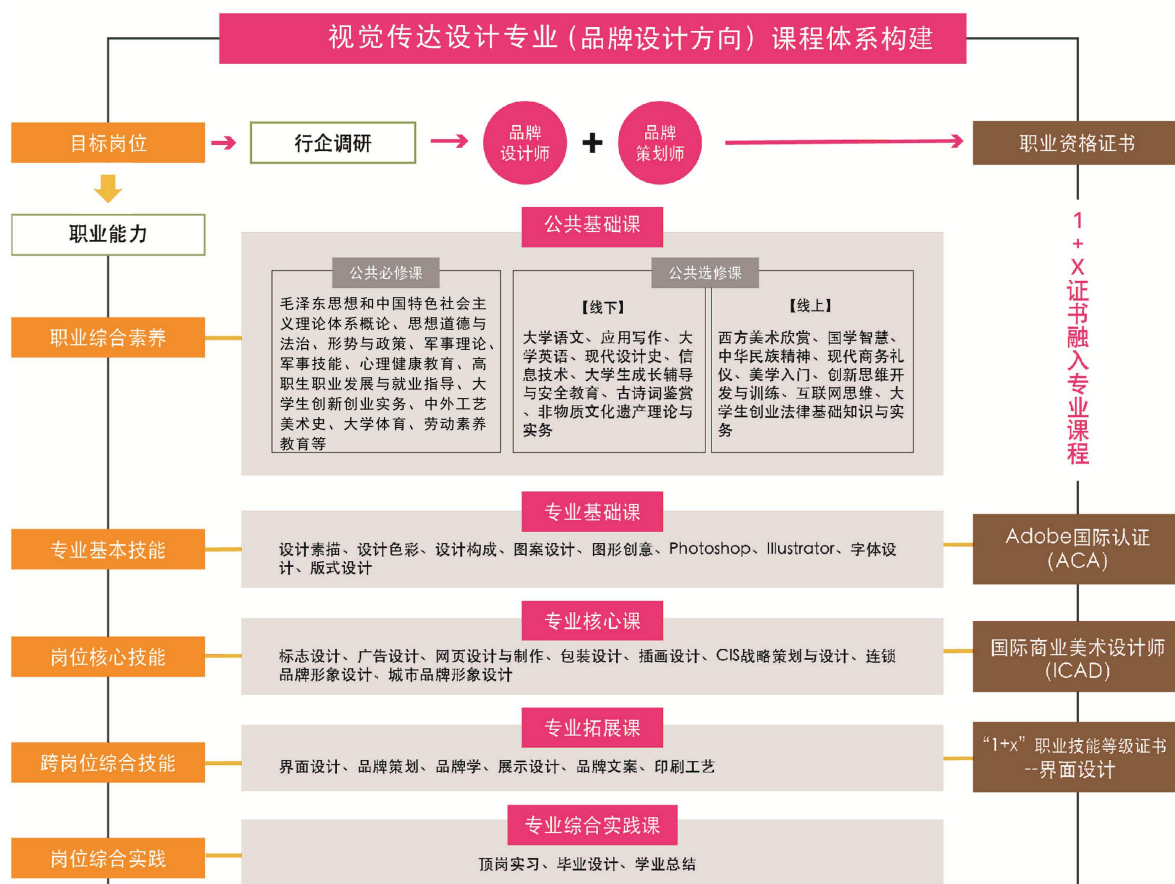 视觉传达设计专业(品牌设计方向)课程体系构建
目标岗位
行企调研
品牌
设计师
+
品牌
策划师
职业资格证书
职业能力
公共基础课
公共必修课
毛泽东思想和中国特色社会主
义理论体系概论、思想道德与
法治、形势与政策、军事理论、
军事技能、心理健康教育、高
职生职业发展与就业指导、大
学生创新创业实务、中外工艺
美术史、大学体育、劳动素养
教育等
公共选修课
【线下】
大学语文、应用写作、大
学英语、现代设计史、信
息技术、大学生成长辅导
与安全教育、古诗词鉴赏
、非物质文化遗产理论与
实务
【线上】
西方美术欣赏、国学智慧、
中华民族精神、现代商务礼
仪、美学入门、创新思维开
发与训练、互联网思维、大
学生创业法律基础知识与实
务
职业综合素养
1+X证书融入专业课程
专业基础课
专业基本技能
设计素描、设计色彩、设计构成、图案设计、图形创意、Photoshop、Illustrator、字体设
计、版式设计
Adobe国际认证
(ACA)
专业核心课
岗位核心技能
标志设计、广告设计、网页设计与制作、包装设计、插画设计、CIS战略策划与设计、连锁
品牌形象设计、城市品牌形象设计
国际商业美术设计师
(ICAD)
专业拓展课
跨岗位综合技能
界面设计、品牌策划、品牌学、展示设计、品牌文案、印刷工艺
“1+x”职业技能等级证书
--界面设计
专业综合实践课
岗位综合实践
顶岗实习、毕业设计、学业总结